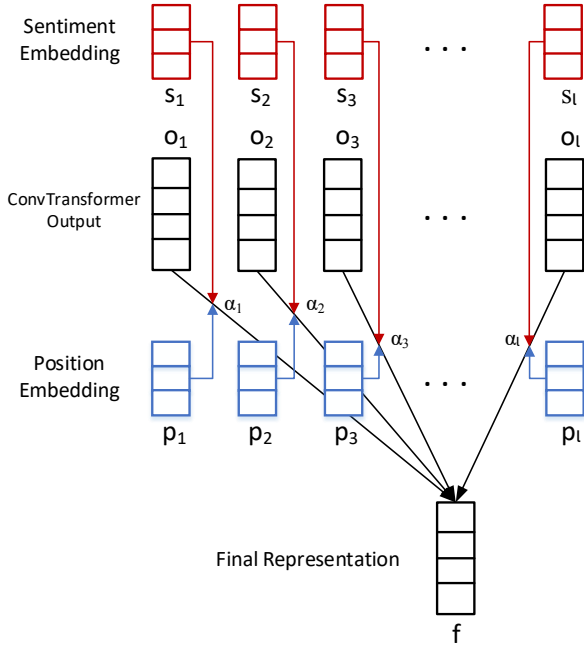 Sentiment
Embedding
. . .
s₁ s₂ s₃ sₗ
o₁ o₂ o₃ oₗ
ConvTransformer
Output
. . .
α₁ α₂ α₃ αₗ
Position
Embedding
. . .
p₁ p₂ p₃ pₗ
Final Representation
f